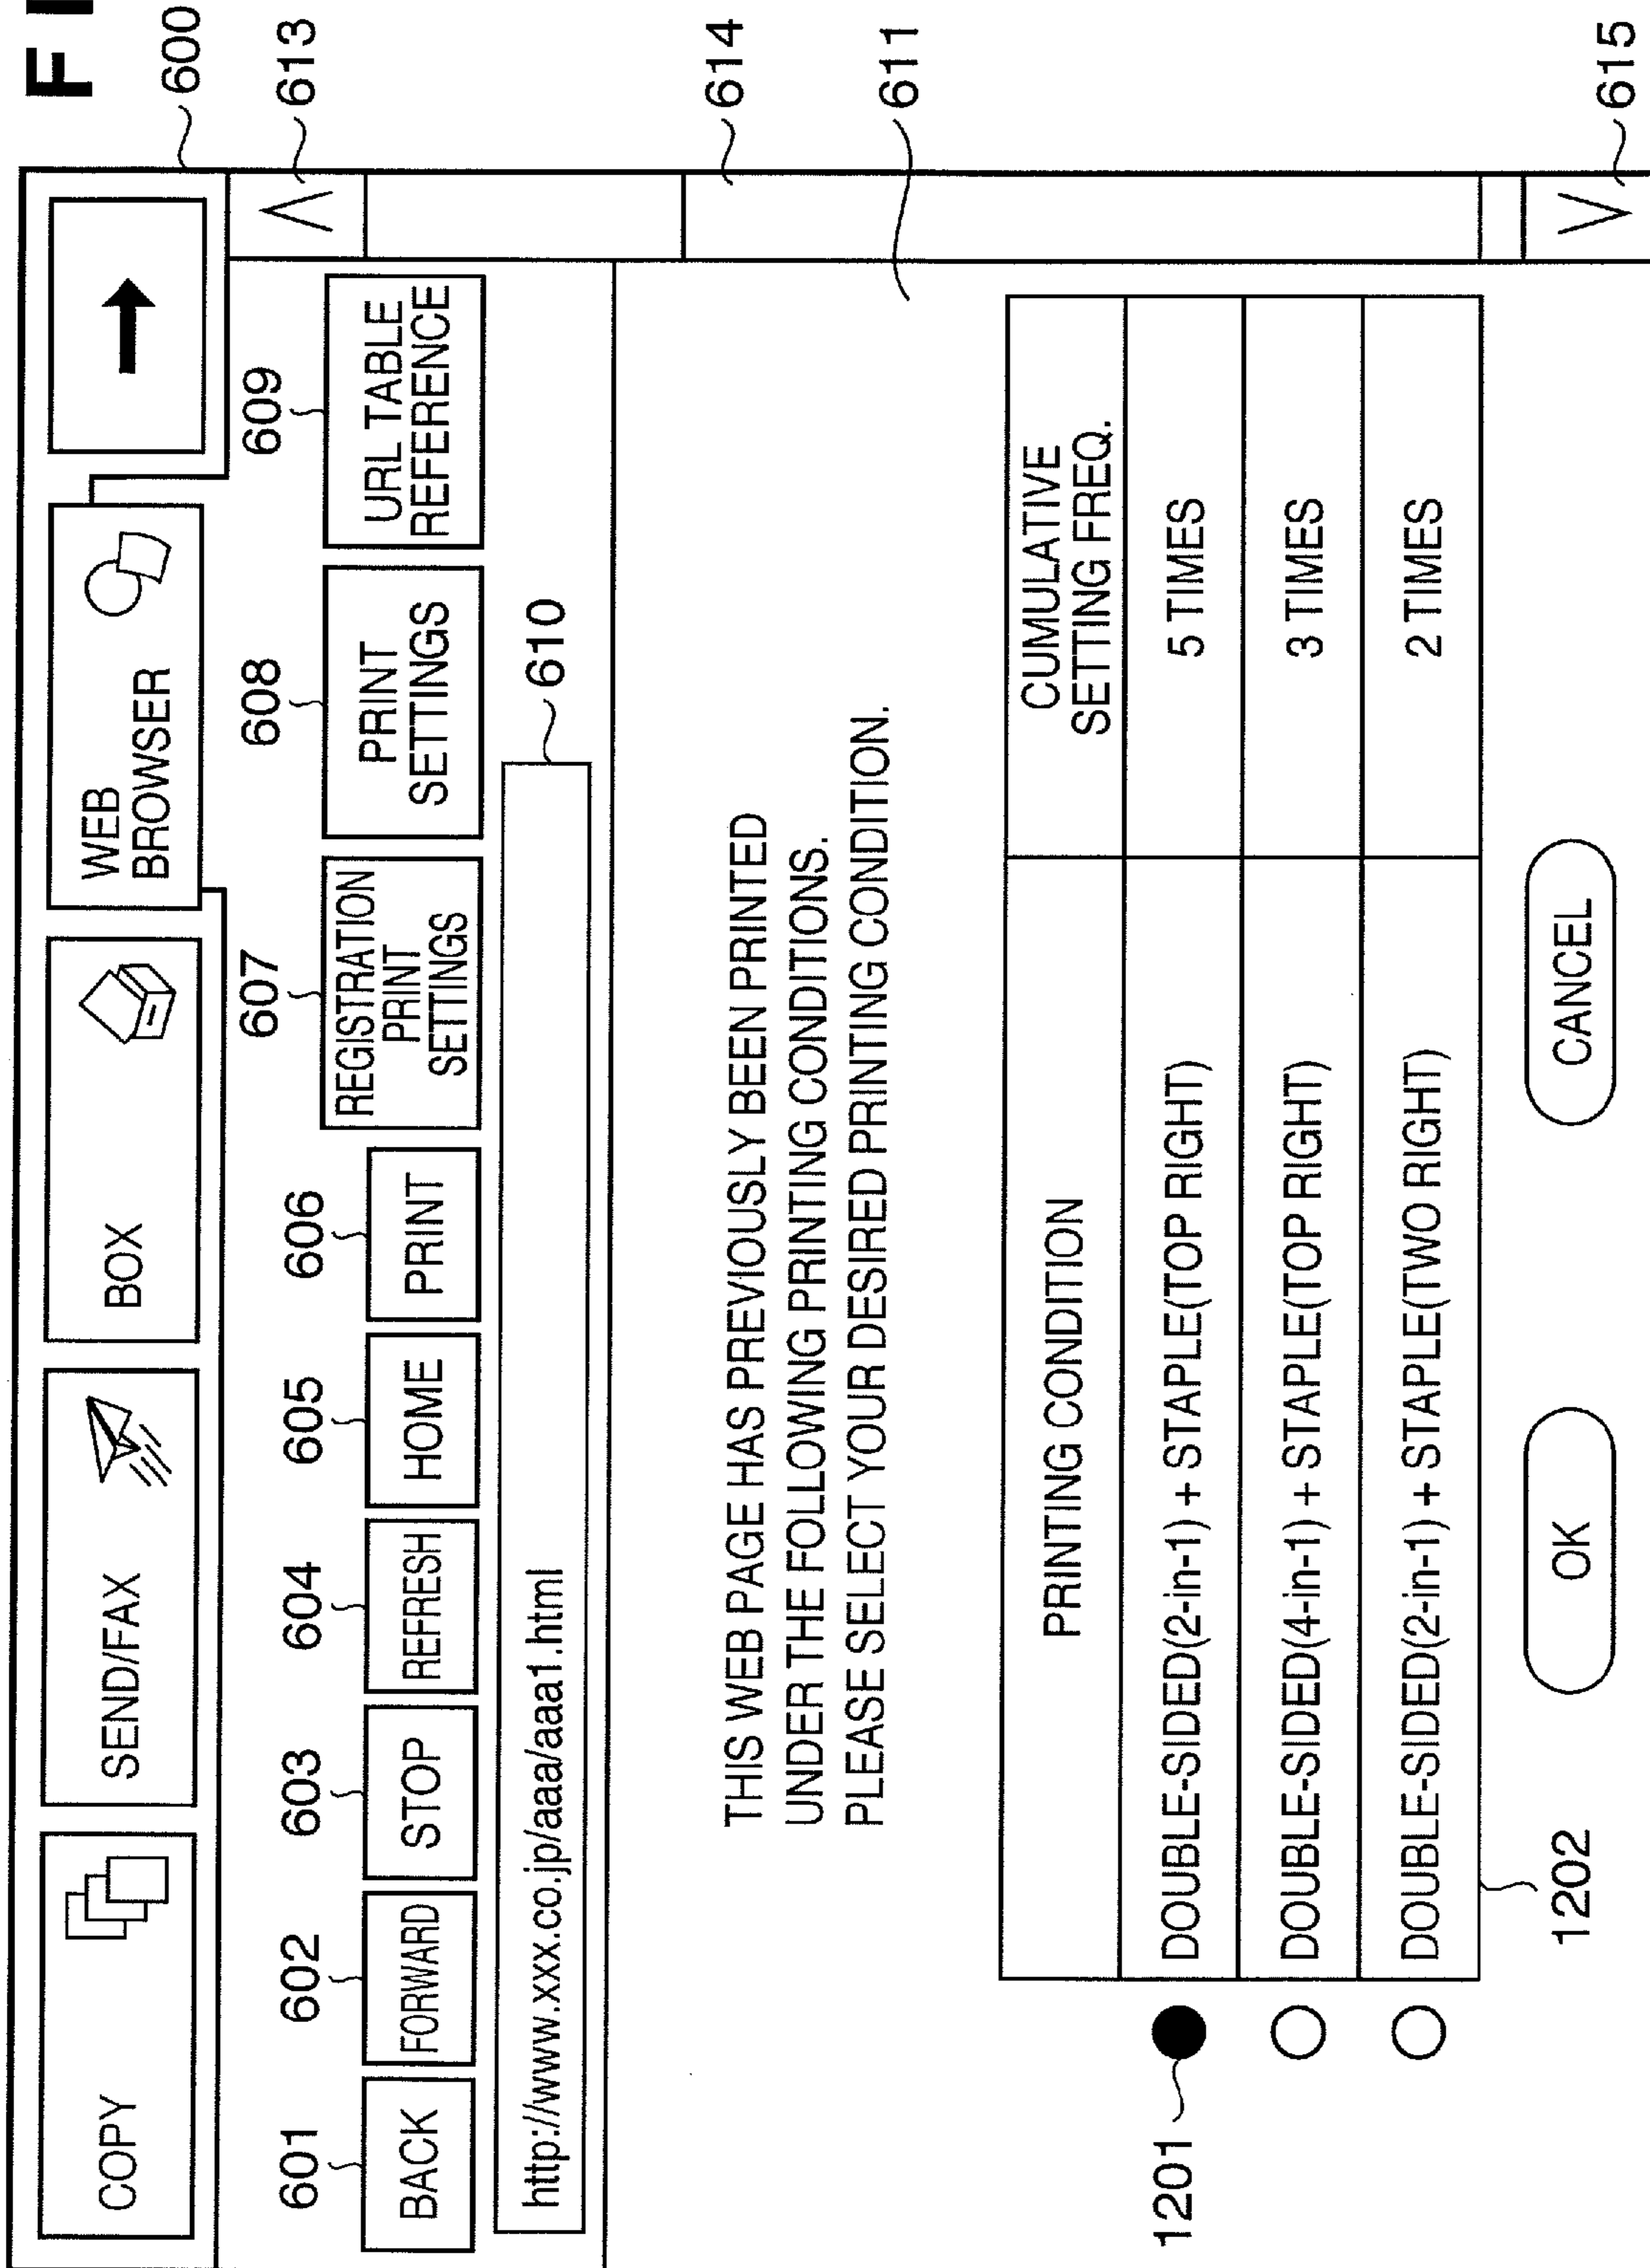 F I
600
COPY
SEND/FAX
BOX
WEB
BROWSER
613
601
602
603
604
605
606
607
608
609
BACK
FORWARD
STOP
REFRESH
HOME
PRINT
REGISTRATION
PRINT
SETTINGS
PRINT
SETTINGS
URL TABLE
REFERENCE
http://www.xxx.co.jp/aaa/aaa1.html
610
614
THIS WEB PAGE HAS PREVIOUSLY BEEN PRINTED
UNDER THE FOLLOWING PRINTING CONDITIONS.
PLEASE SELECT YOUR DESIRED PRINTING CONDITION.
611
PRINTING CONDITION
CUMULATIVE
SETTING FREQ.
1201
DOUBLE-SIDED(2-in-1) + STAPLE(TOP RIGHT)
5 TIMES
DOUBLE-SIDED(4-in-1) + STAPLE(TOP RIGHT)
3 TIMES
DOUBLE-SIDED(2-in-1) + STAPLE(TWO RIGHT)
2 TIMES
1202
OK
CANCEL
615